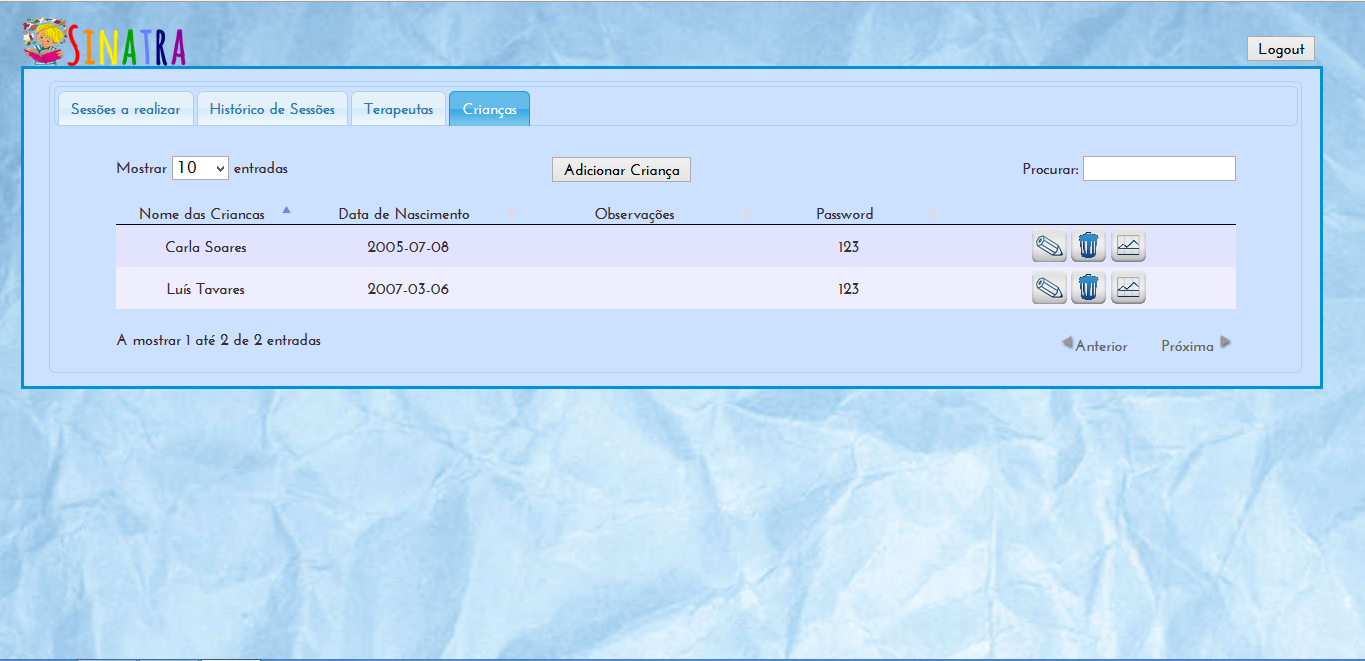 SINATRA
Logout
Sessões a realizar Histórico de Sessões Terapeutas Crianças
Mostrar 10 entradas Adicionar Criança Procurar:
Nome das Criancas Data de Nascimento Observações Password
Carla Soares 2005-07-08 123
Luís Tavares 2007-03-06 123
A mostrar 1 até 2 de 2 entradas
Anterior Próxima